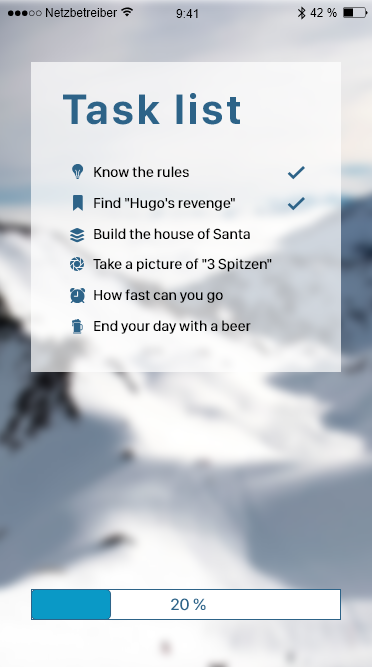 Netzbetreiber 9:41 42 %
Task list
Know the rules
Find "Hugo's revenge"
Build the house of Santa
Take a picture of "3 Spitzen"
How fast can you go
End your day with a beer
20 %